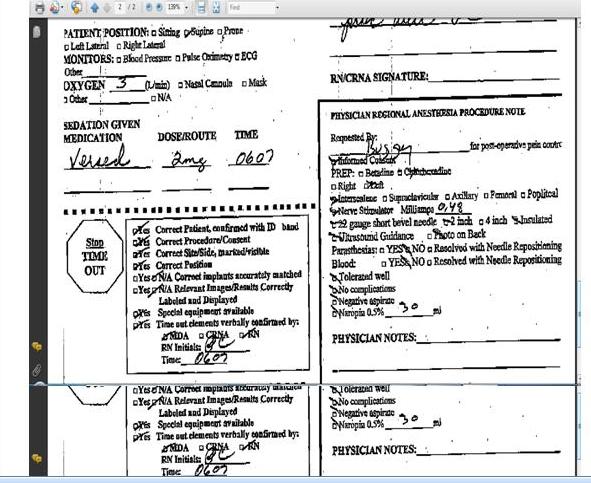 2 / 2
139%
Find
PATIENT POSITION: □ Sitting □ Supine □ Prone
□ Left Lateral □ Right Lateral
MONITORS: □ Blood Pressure □ Pulse Oximetry □ ECG
Other
OXYGEN 3 (L/min) □ Nasal Cannula □ Mask
□ Other □ N/A
SEDATION GIVEN
MEDICATION DOSE/ROUTE TIME
Versed 2mg 0607
Stop
TIME
OUT
□ Yes Correct Patient, confirmed with ID band
□ Yes Correct Procedure/Consent
□ Yes Correct Site/Side, marked/visible
□ Yes Correct Position
□ Yes □ N/A Correct implants accurately matched
□ Yes □ N/A Relevant Images/Results Correctly
Labeled and Displayed
□ Yes Special equipment available
□ Yes Time out elements verbally confirmed by:
□ MDA □ CRNA □ RN
RN Initials:
Time: 0607
RN/CRNA SIGNATURE:
PHYSICIAN REGIONAL ANESTHESIA PROCEDURE NOTE
Requested By:
for post-operative pain contro
□ Informed Consent
PREP: □ Betadine □ Chlorhexadine
□ Right □ Left
□ Interscalene □ Supraclavicular □ Axillary □ Femoral □ Popliteal
□ Nerve Stimulator Milliamps 0.48
□ 22 gauge short bevel needle □ 2 inch □ 4 inch □ Insulated
□ Ultrasound Guidance □ Photo on Back
Parasthesias: □ YES □ NO □ Resolved with Needle Repositioning
Blood: □ YES □ NO □ Resolved with Needle Repositioning
□ Tolerated well
□ No complications
□ Negative aspirate
□ Naropin 0.5% 30 ml
PHYSICIAN NOTES:
□ Yes □ N/A Correct implants accurately matched
□ Yes □ N/A Relevant Images/Results Correctly
Labeled and Displayed
□ Yes Special equipment available
□ Yes Time out elements verbally confirmed by:
□ MDA □ CRNA □ RN
RN Initials:
Time: 0607
□ Tolerated well
□ No complications
□ Negative aspirate
□ Naropin 0.5% 30 ml
PHYSICIAN NOTES: